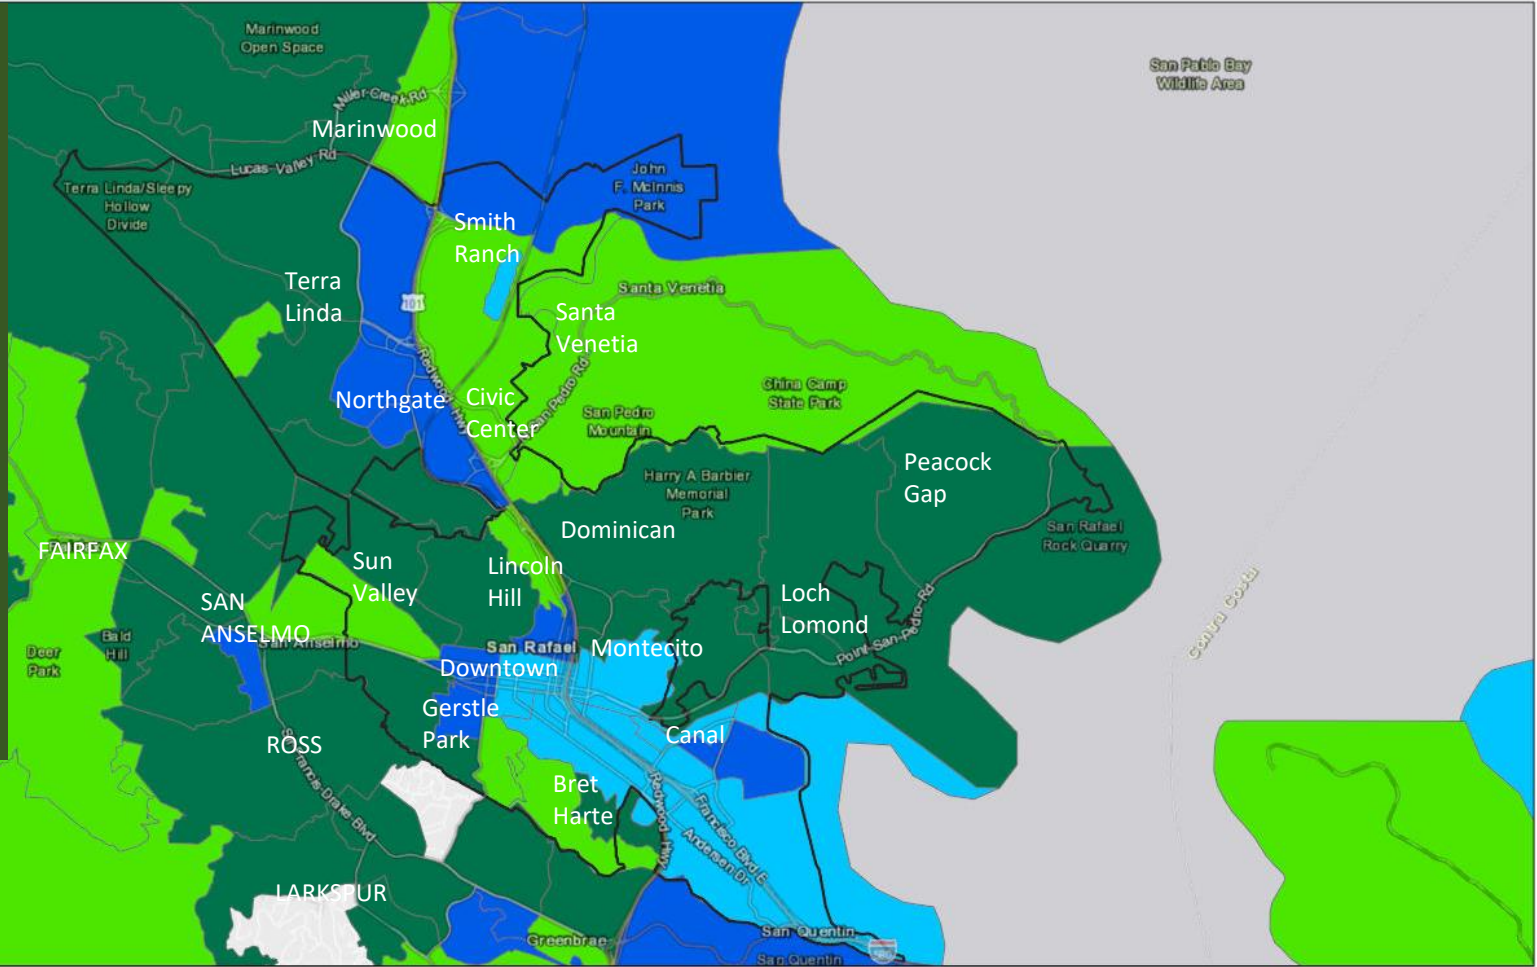 Marinwood
Open Space
San Pablo Bay
Wildlife Area
Miller Creek Rd
Marinwood
Lucas Valley Rd
John
F. McInnis
Park
Terra Linda/Sleepy
Hollow
Divide
Smith
Ranch
Terra
Linda
101
Santa Venetia
Santa
Venetia
Redwood Hwy
Northgate
Civic
Center
San Pedro Rd
China Camp
State Park
San Pedro
Mountain
Peacock
Gap
Harry A Barbier
Memorial
Park
Dominican
San Rafael
Rock Quarry
FAIRFAX
Sun
Valley
Lincoln
Hill
Loch
Lomond
Point San Pedro Rd
Contra Costa
SAN
ANSELMO
San Anselmo
Bald
Hill
Deer
Park
San Rafael
Montecito
Downtown
Gerstle
Park
Canal
ROSS
Sir Francis Drake Blvd
Bret
Harte
Redwood Hwy
Francisco Blvd E
Andersen Dr
LARKSPUR
Greenbrae
San Quentin
San Quentin